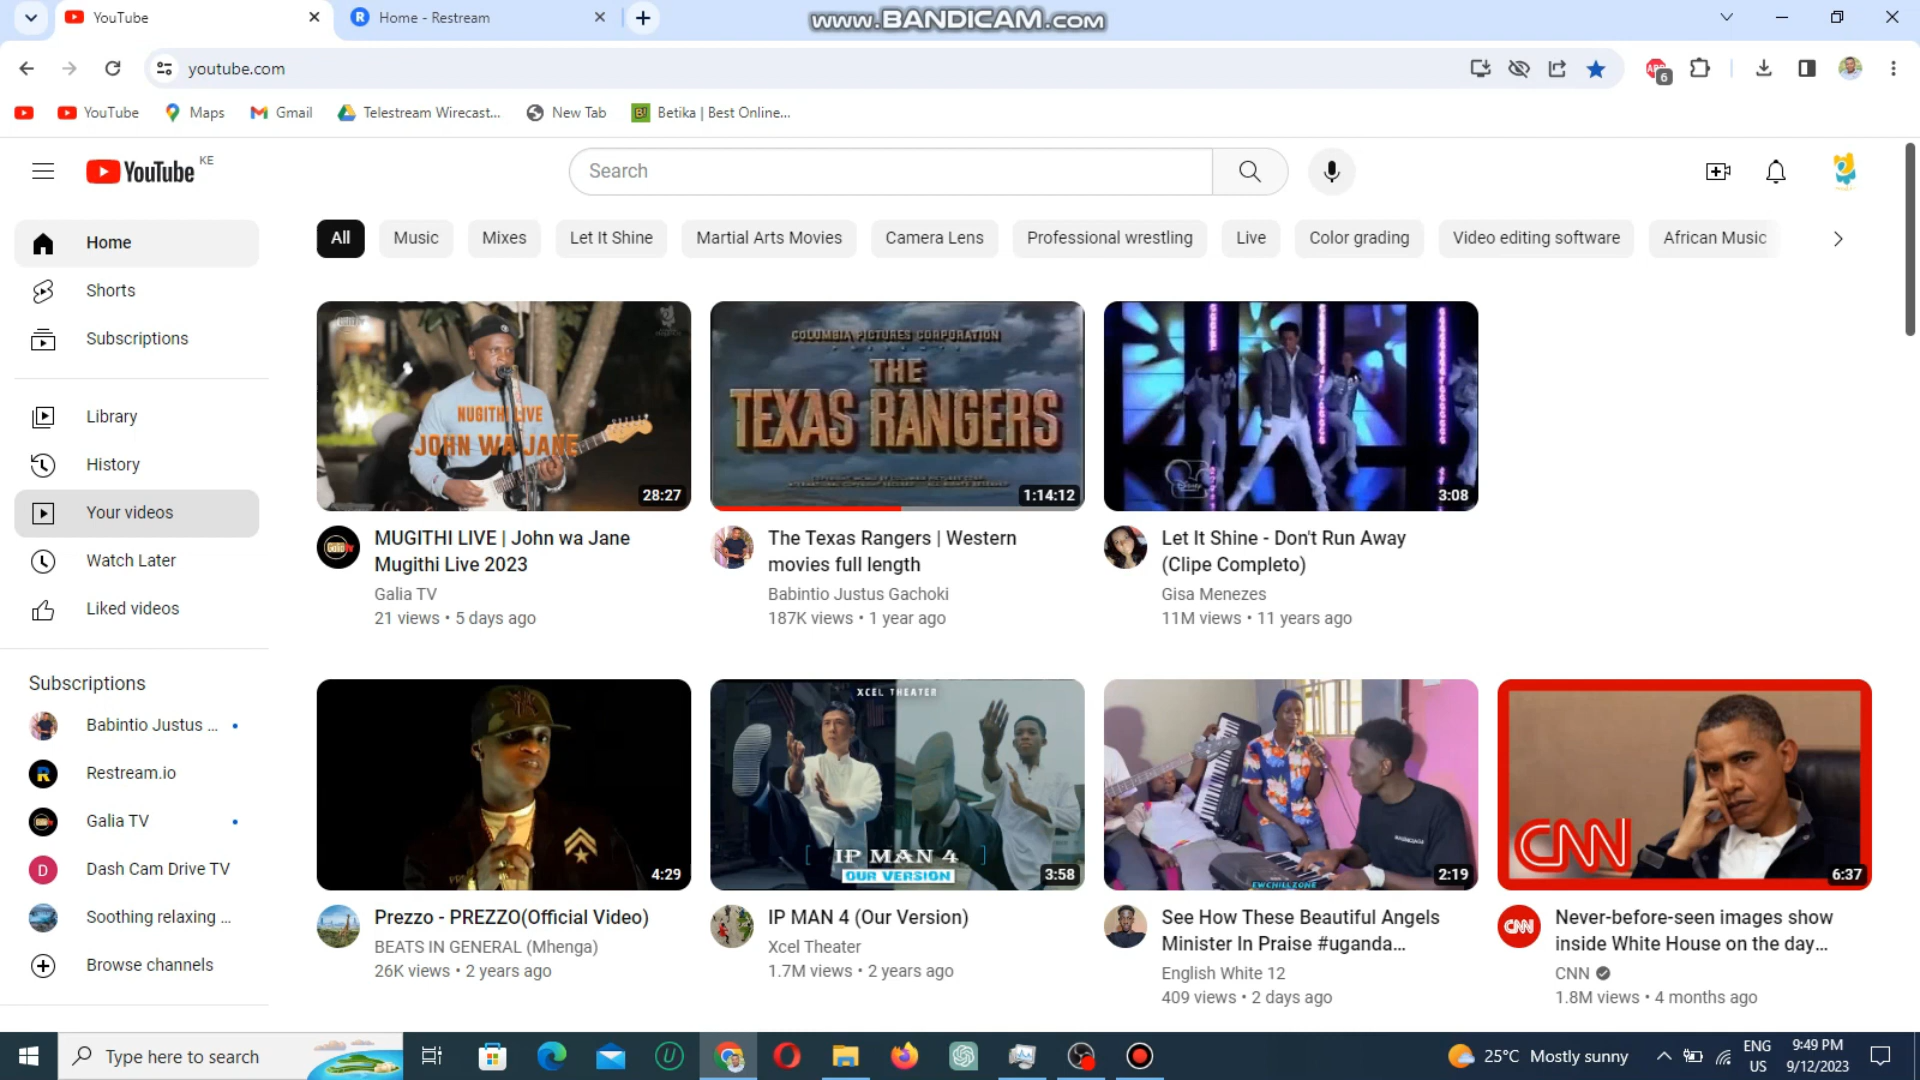 YouTube
Home - Restream
www.BANDICAM.com
youtube.com
6
YouTube
Maps
Gmail
Telestream Wirecast...
New Tab
Betika | Best Online...
YouTube KE
Search
Home
Shorts
Subscriptions
Library
History
Your videos
Watch Later
Liked videos
Subscriptions
Babintio Justus ...
Restream.io
Galia TV
D
Dash Cam Drive TV
Soothing relaxing ...
Browse channels
All
Music
Mixes
Let It Shine
Martial Arts Movies
Camera Lens
Professional wrestling
Live
Color grading
Video editing software
African Music
NUGITHI LIVE
JOHN WA JANE
28:27
MUGITHI LIVE | John wa Jane
Mugithi Live 2023
Galia TV
21 views • 5 days ago
COLUMBIA PICTURES CORPORATION
THE
TEXAS RANGERS
1:14:12
The Texas Rangers | Western
movies full length
Babintio Justus Gachoki
187K views • 1 year ago
Disney
3:08
Let It Shine - Don't Run Away
(Clipe Completo)
Gisa Menezes
11M views • 11 years ago
4:29
Prezzo - PREZZO(Official Video)
BEATS IN GENERAL (Mhenga)
26K views • 2 years ago
XCEL THEATER
IP MAN 4
OUR VERSION
3:58
IP MAN 4 (Our Version)
Xcel Theater
1.7M views • 2 years ago
EWCHILLZONE
2:19
See How These Beautiful Angels
Minister In Praise #uganda...
English White 12
409 views • 2 days ago
CNN
6:37
CNN
Never-before-seen images show
inside White House on the day...
CNN
1.8M views • 4 months ago
Type here to search
25°C Mostly sunny
ENG
US
9:49 PM
9/12/2023